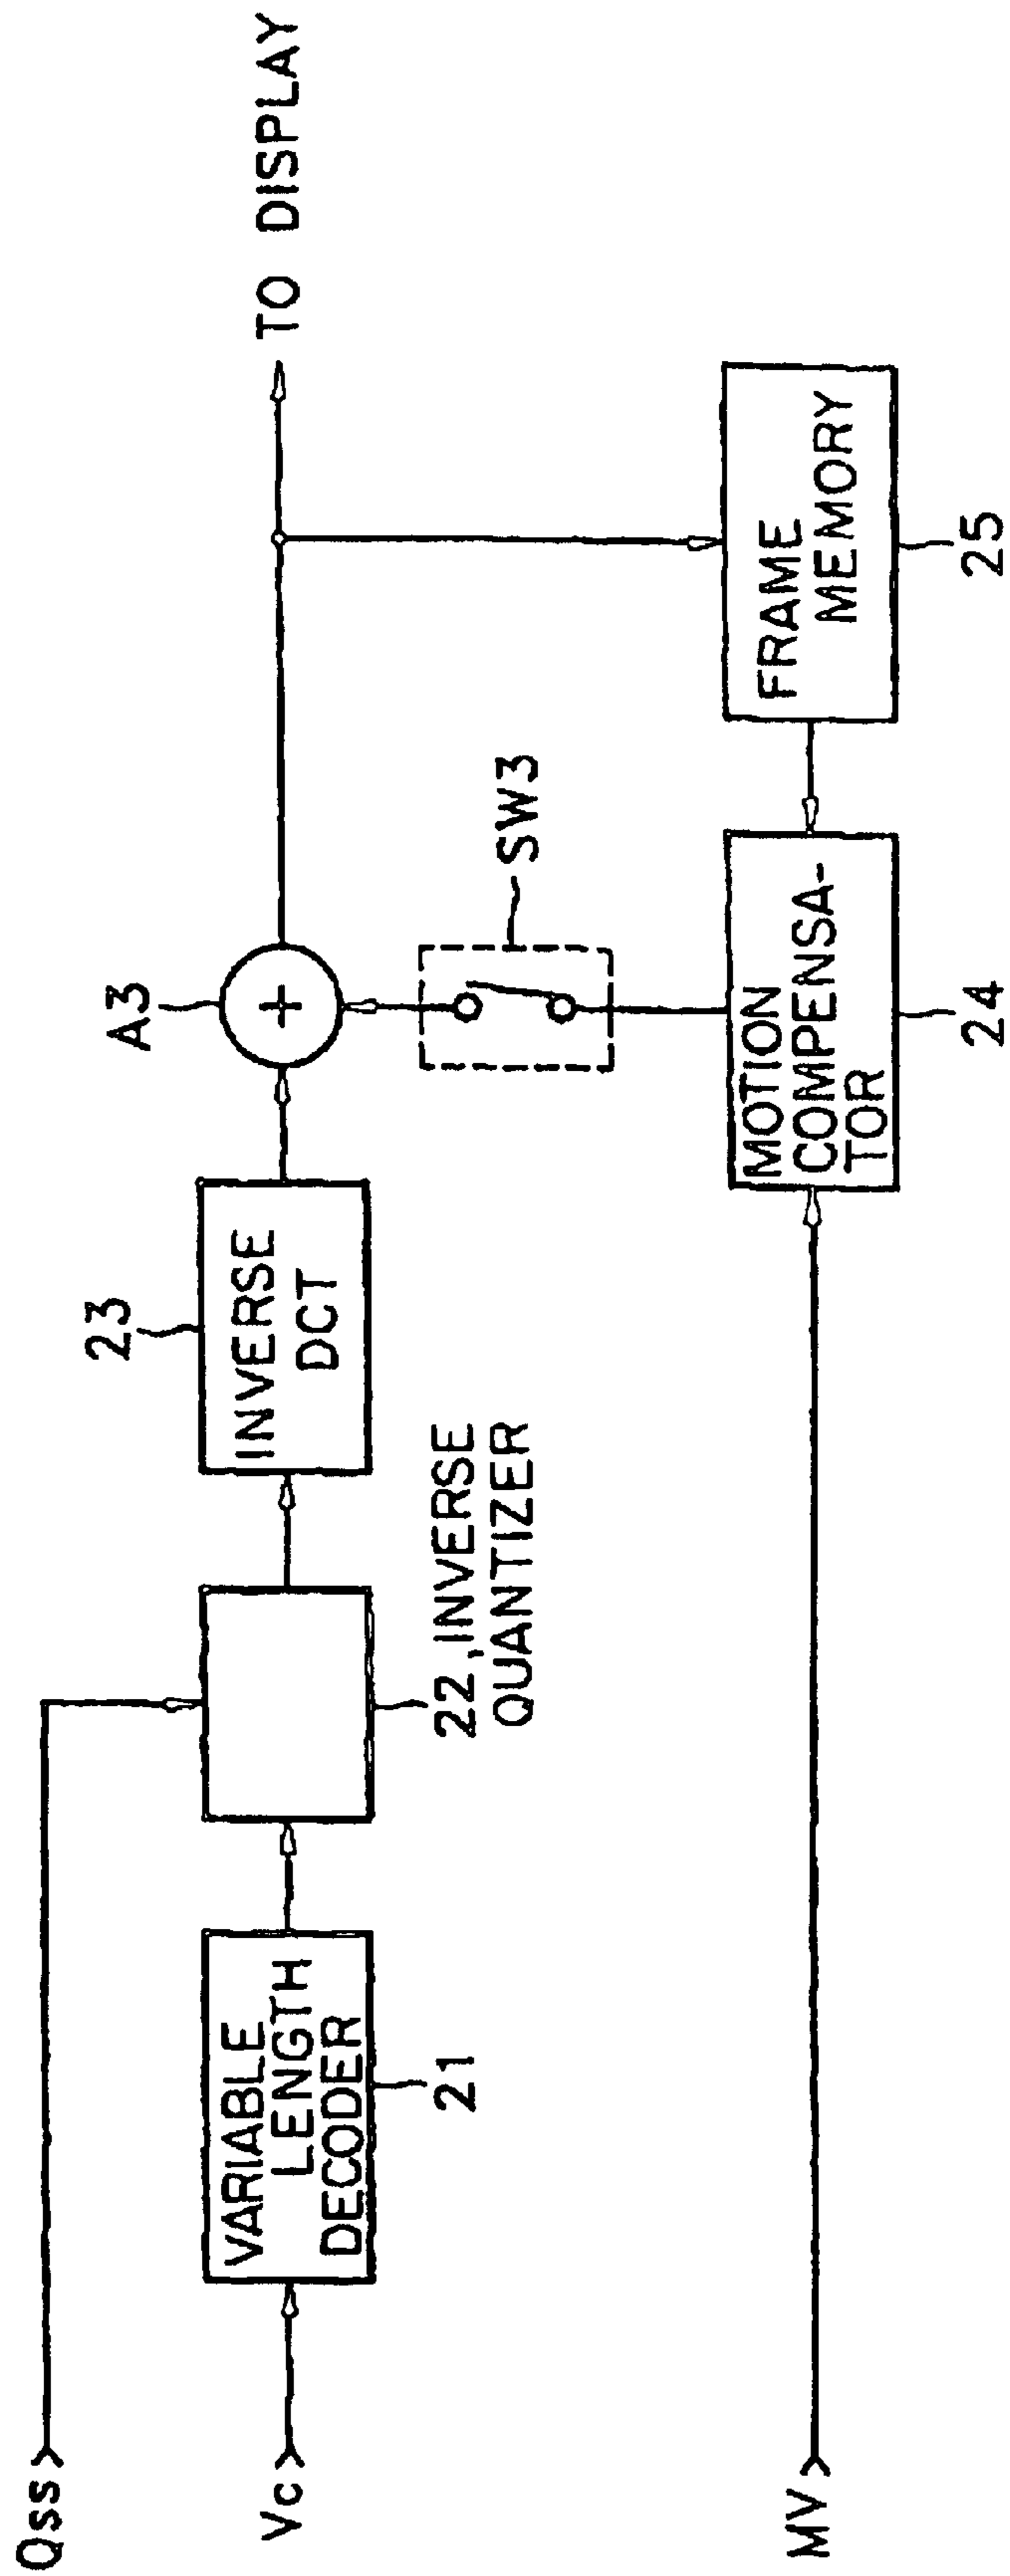 Qss
Vc
MV
VARIABLE
LENGTH
DECODER
21
22, INVERSE
QUANTIZER
23
INVERSE
DCT
A3
+
SW3
TO DISPLAY
MOTION
COMPENSA-
TOR
24
FRAME
MEMORY
25